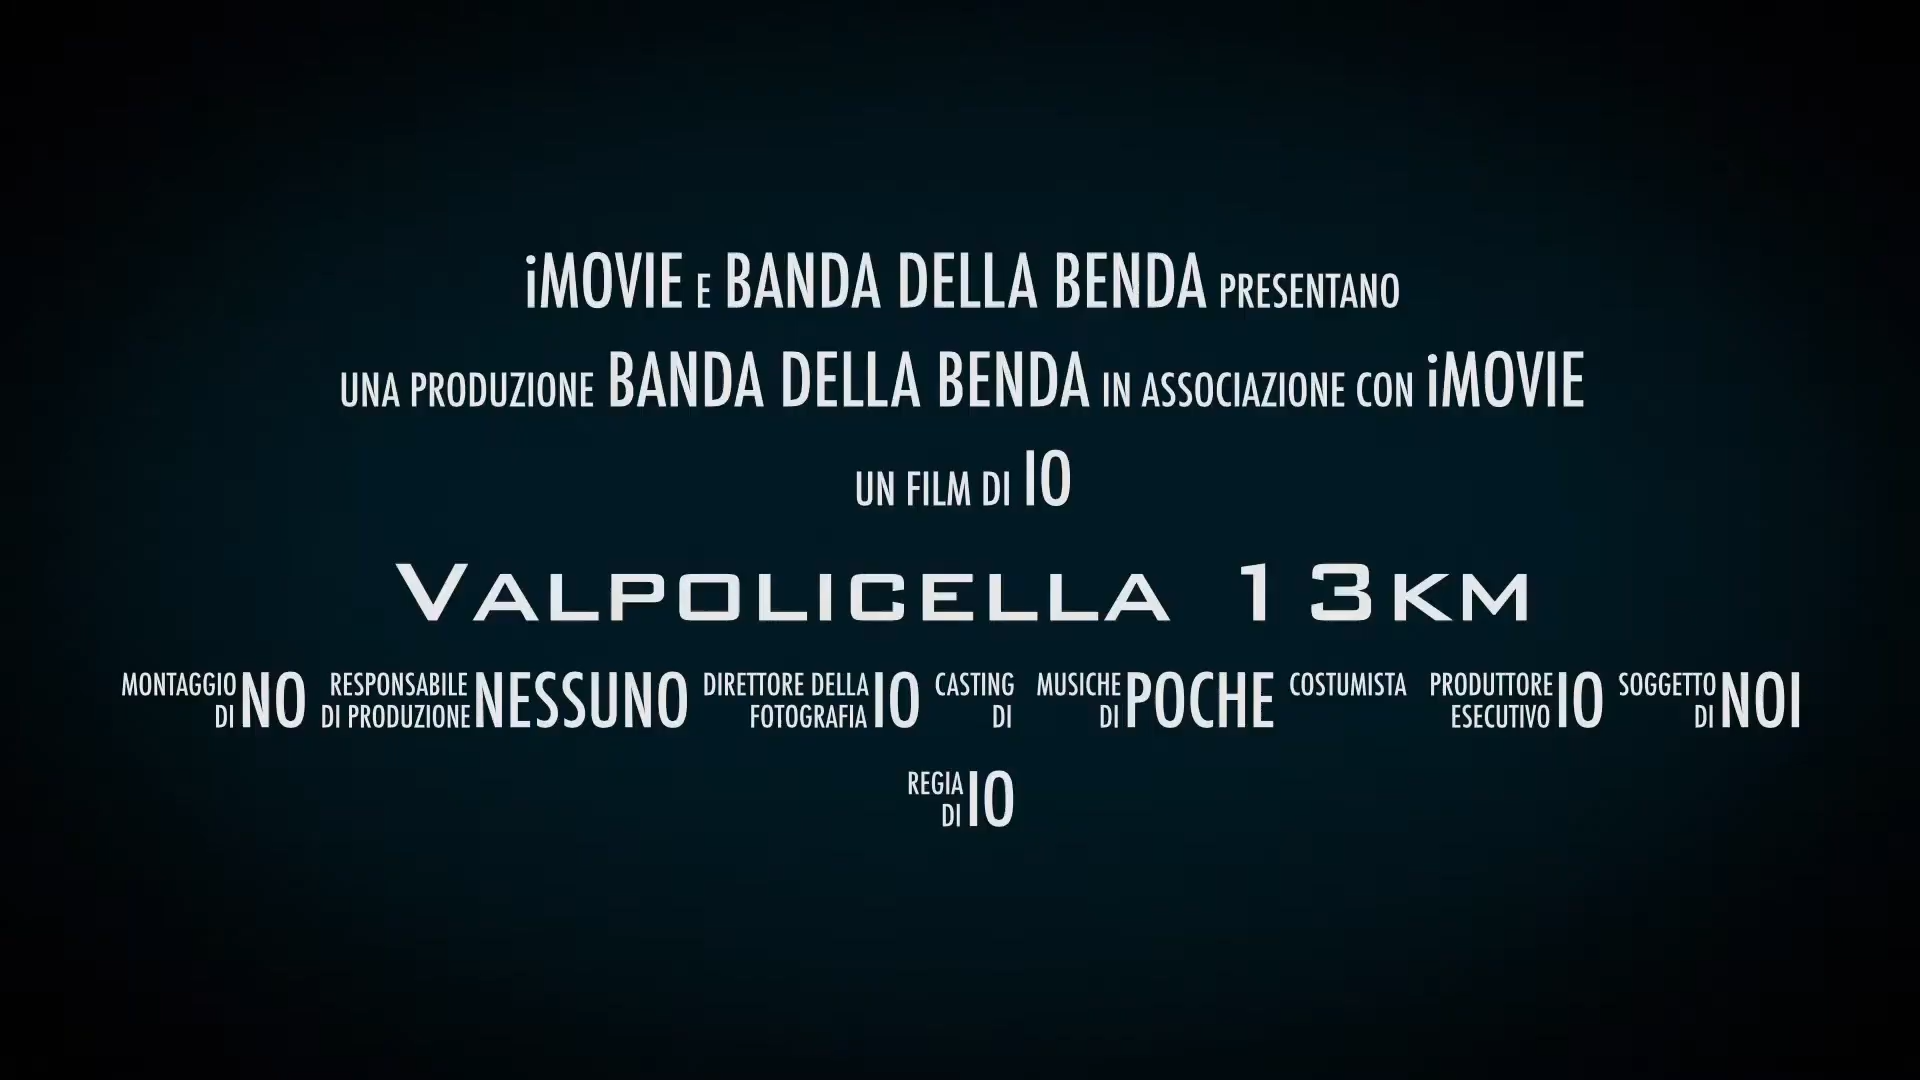 iMOVIE E BANDA DELLA BENDA PRESENTANO
UNA PRODUZIONE BANDA DELLA BENDA IN ASSOCIAZIONE CON iMOVIE
UN FILM DI IO
VALPOLICELLA 13KM
MONTAGGIO DI NO RESPONSABILE DI PRODUZIONE NESSUNO DIRETTORE DELLA FOTOGRAFIA IO CASTING DI MUSICHE DI POCHE COSTUMISTA PRODUTTORE ESECUTIVO IO SOGGETTO DI NOI
REGIA DI IO